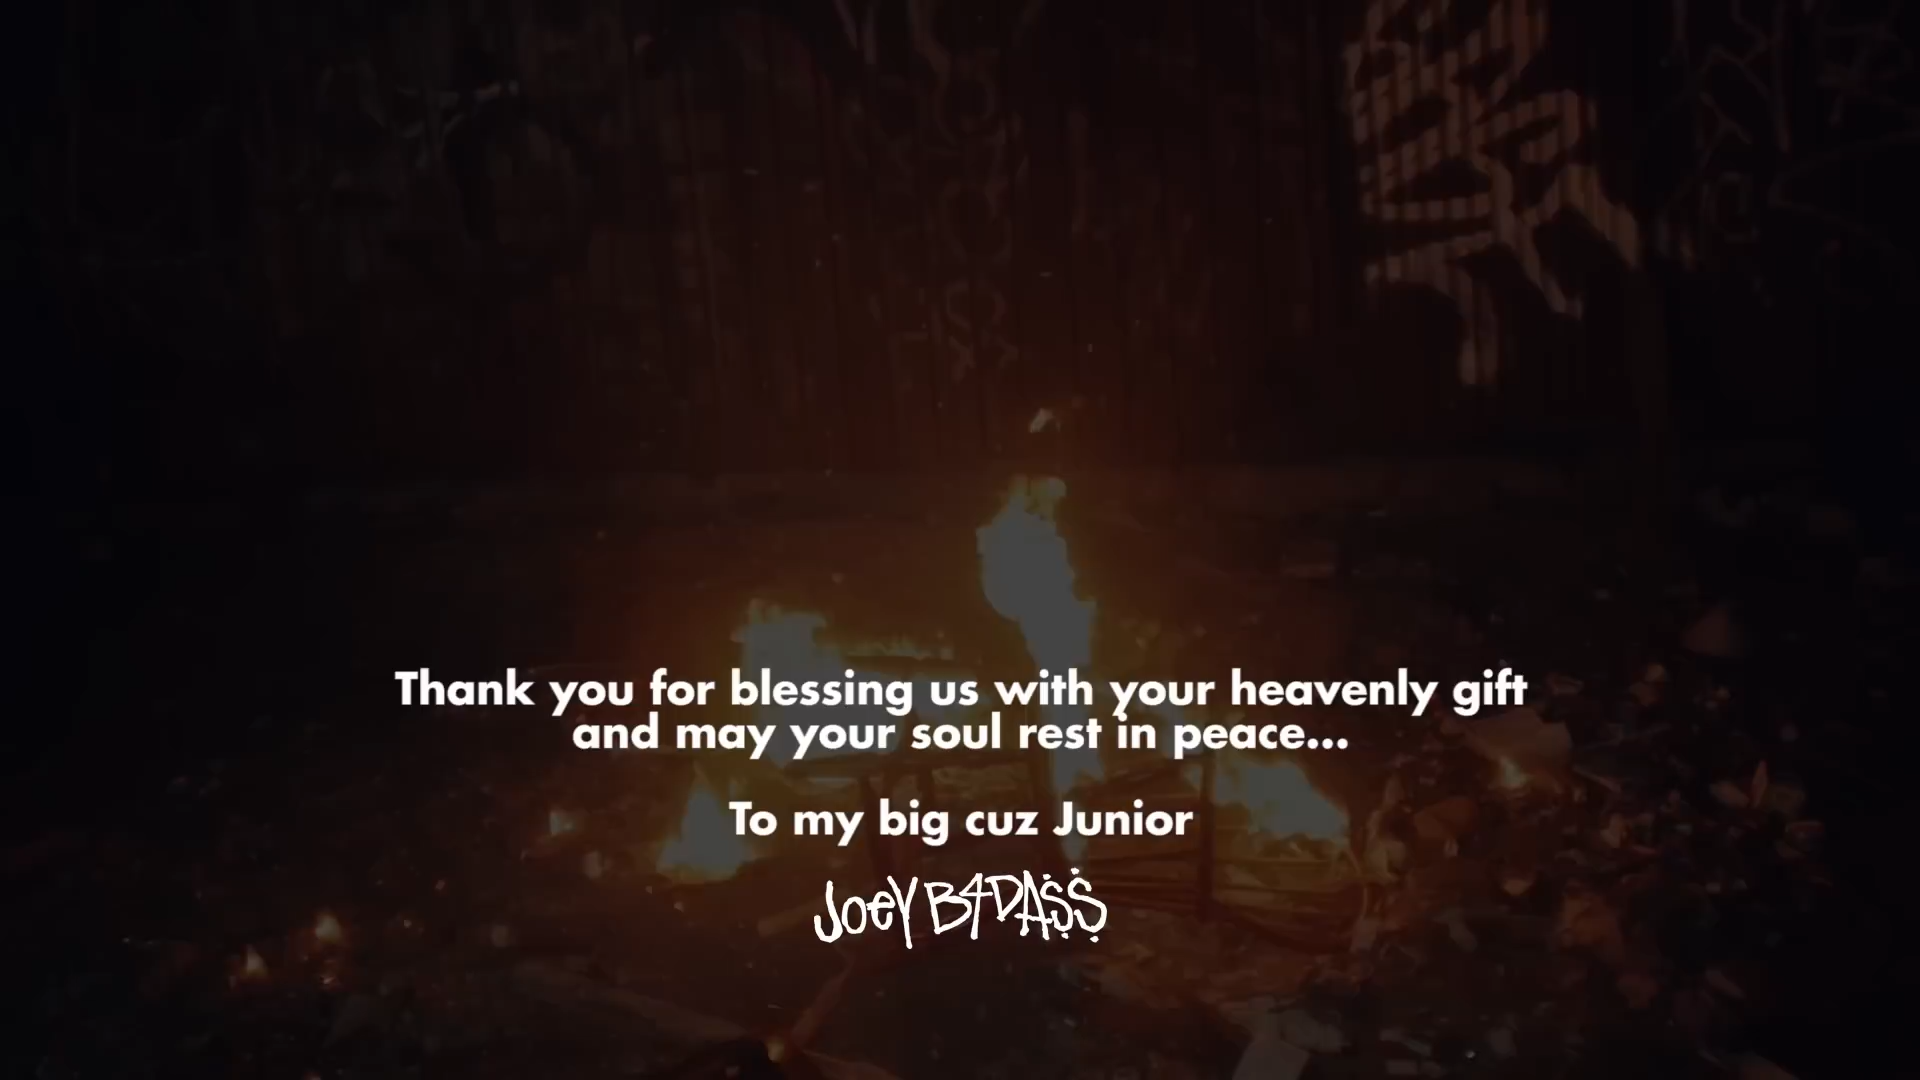 Thank you for blessing us with your heavenly gift
and may your soul rest in peace...
To my big cuz Junior
JOEY B4DA$$